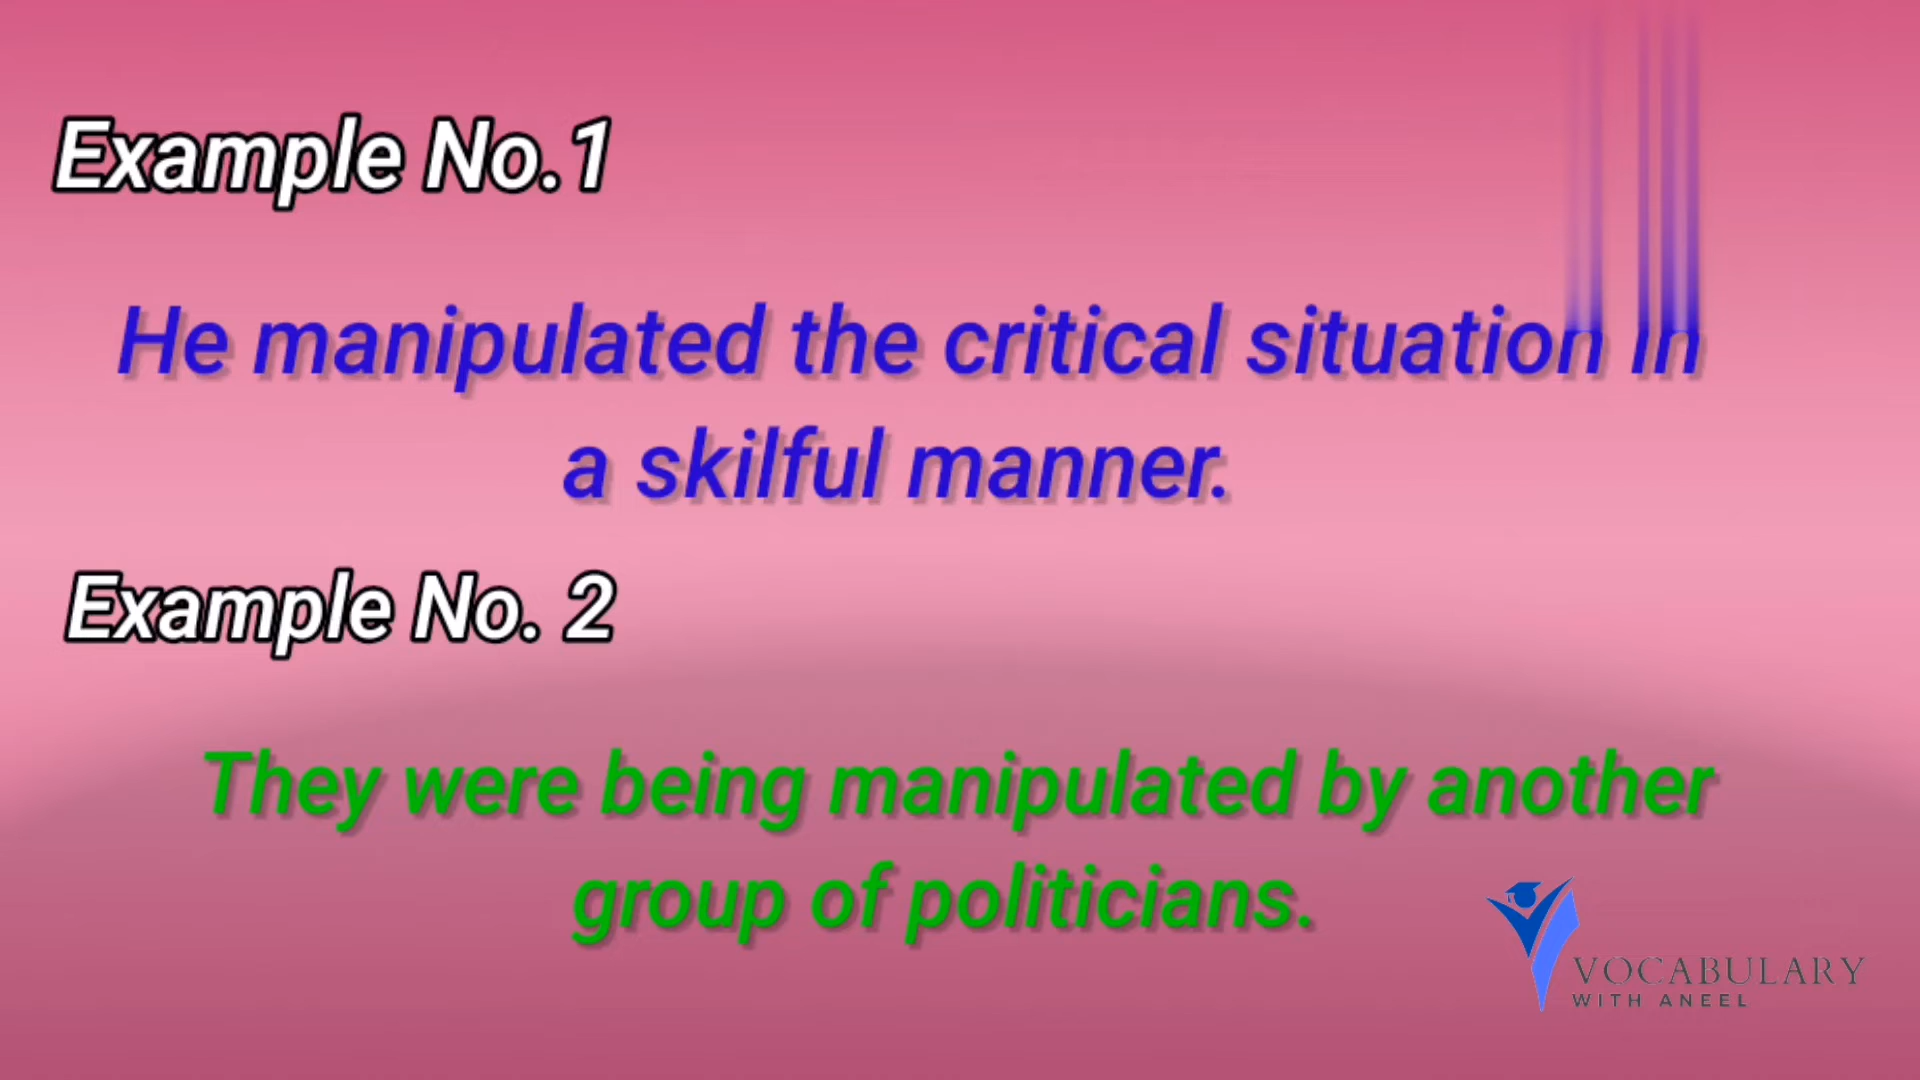 Example No.1
He manipulated the critical situation in
a skilful manner.
Example No. 2
They were being manipulated by another
group of politicians.
VOCABULARY
WITH ANEEL